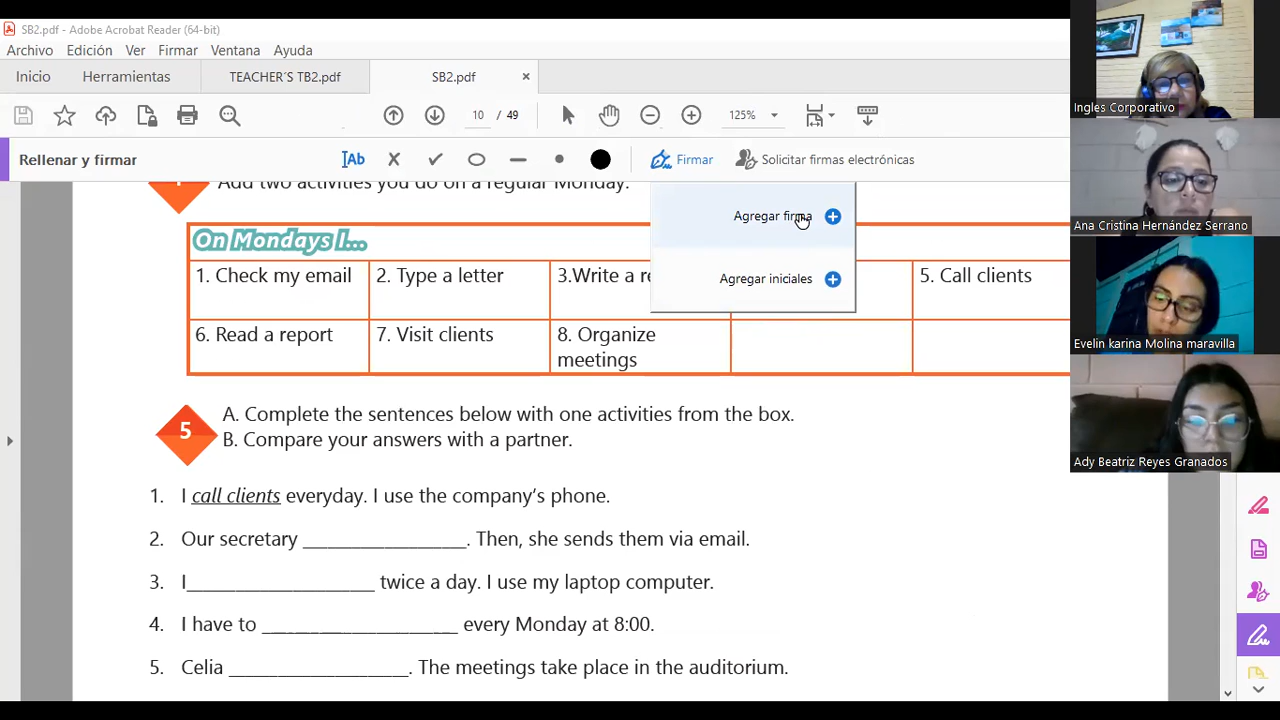 SB2.pdf - Adobe Acrobat Reader (64-bit)
Archivo Edición Ver Firmar Ventana Ayuda
Inicio Herramientas TEACHER´S TB2.pdf SB2.pdf ×
10 / 49 125%
Rellenar y firmar Ab Firmar Solicitar firmas electrónicas
Add two activities you do on a regular Monday.
Agregar firma
Agregar iniciales
On Mondays I...
1. Check my email 2. Type a letter 3.Write a re 5. Call clients
6. Read a report 7. Visit clients 8. Organize
meetings
5
A. Complete the sentences below with one activities from the box.
B. Compare your answers with a partner.
1. I call clients everyday. I use the company’s phone.
2. Our secretary _________________. Then, she sends them via email.
3. I____________________ twice a day. I use my laptop computer.
4. I have to ____________________ every Monday at 8:00.
5. Celia ___________________. The meetings take place in the auditorium.
Ingles Corporativo
Ana Cristina Hernández Serrano
Evelin karina Molina maravilla
Ady Beatriz Reyes Granados